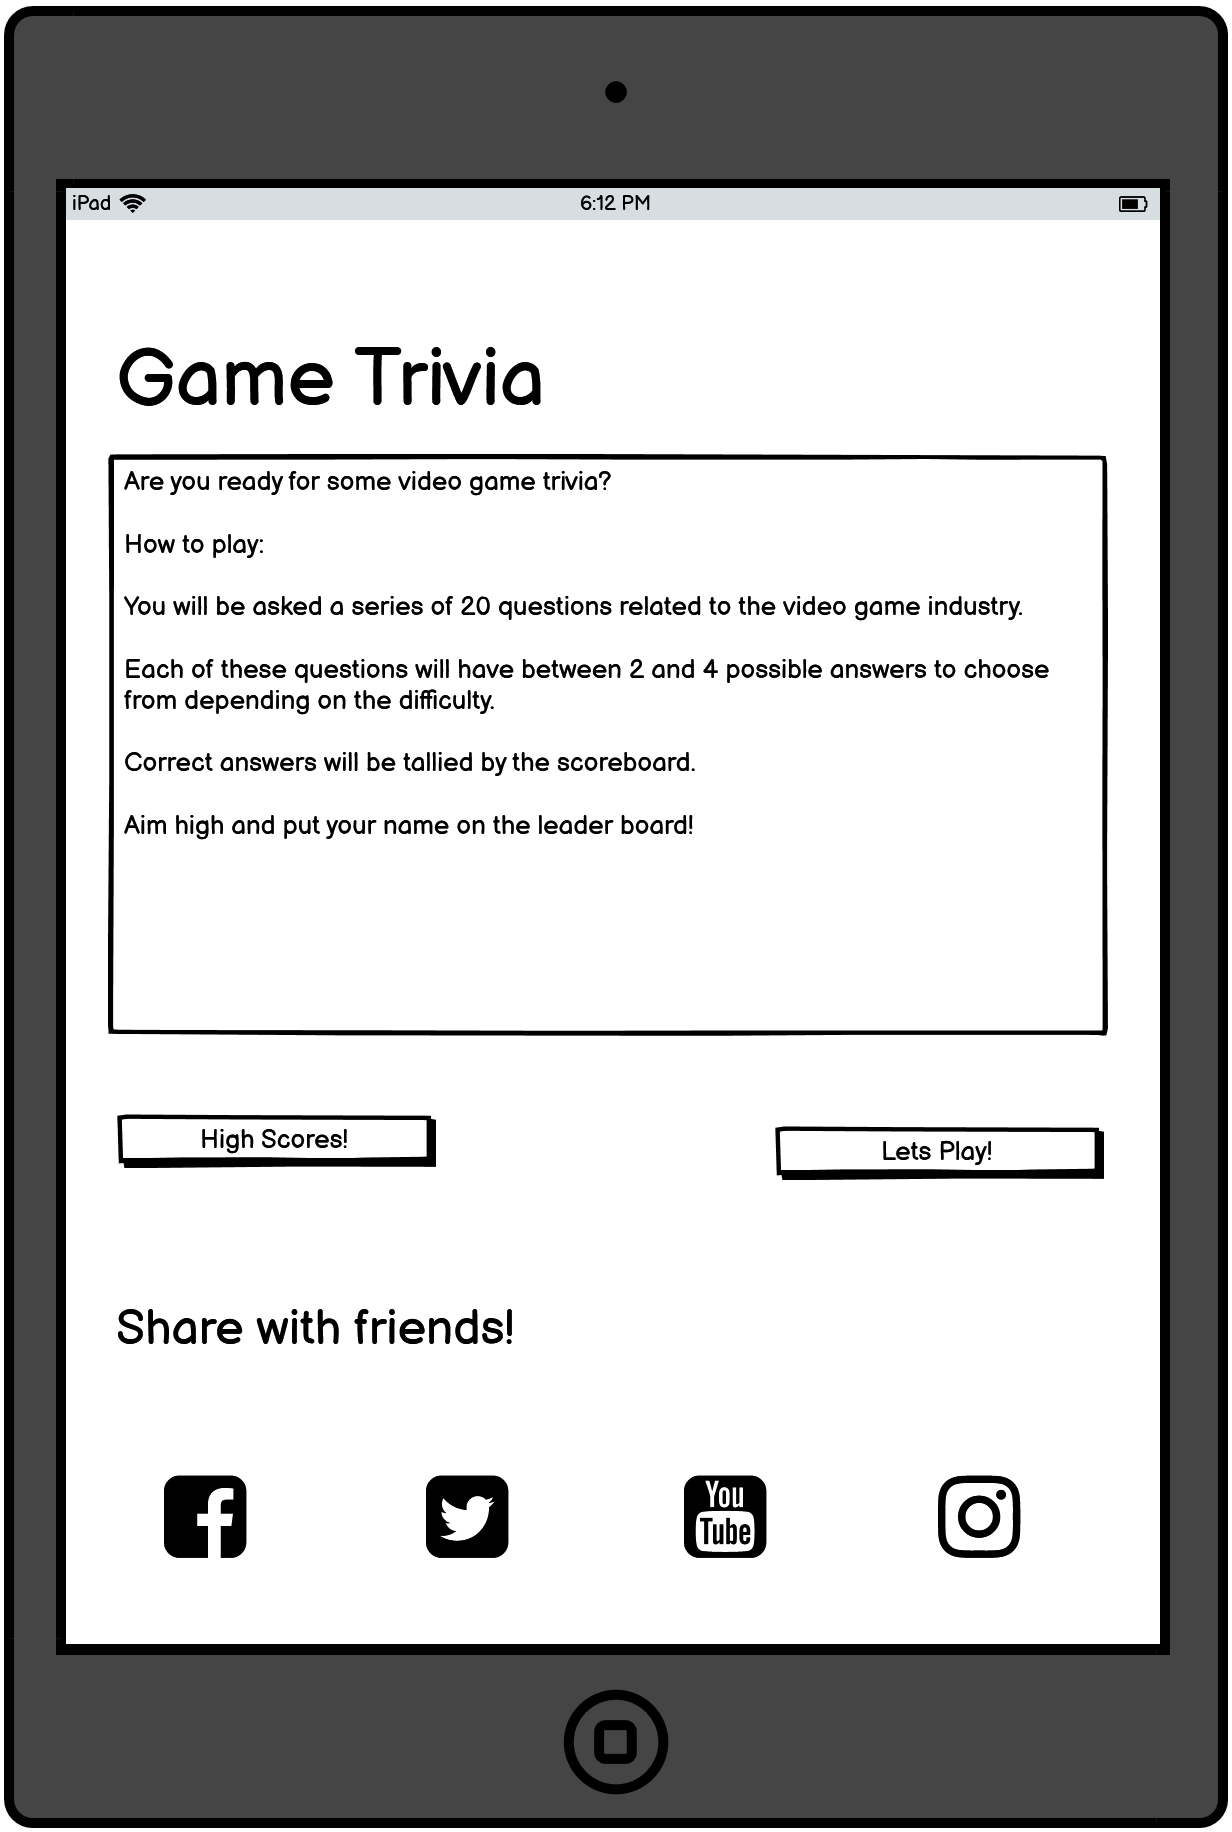 iPad 6:12 PM
Game Trivia
Are you ready for some video game trivia?
How to play:
You will be asked a series of 20 questions related to the video game industry.
Each of these questions will have between 2 and 4 possible answers to choose
from depending on the difficulty.
Correct answers will be tallied by the scoreboard.
Aim high and put your name on the leader board!
High Scores!
Lets Play!
Share with friends!
You
Tube